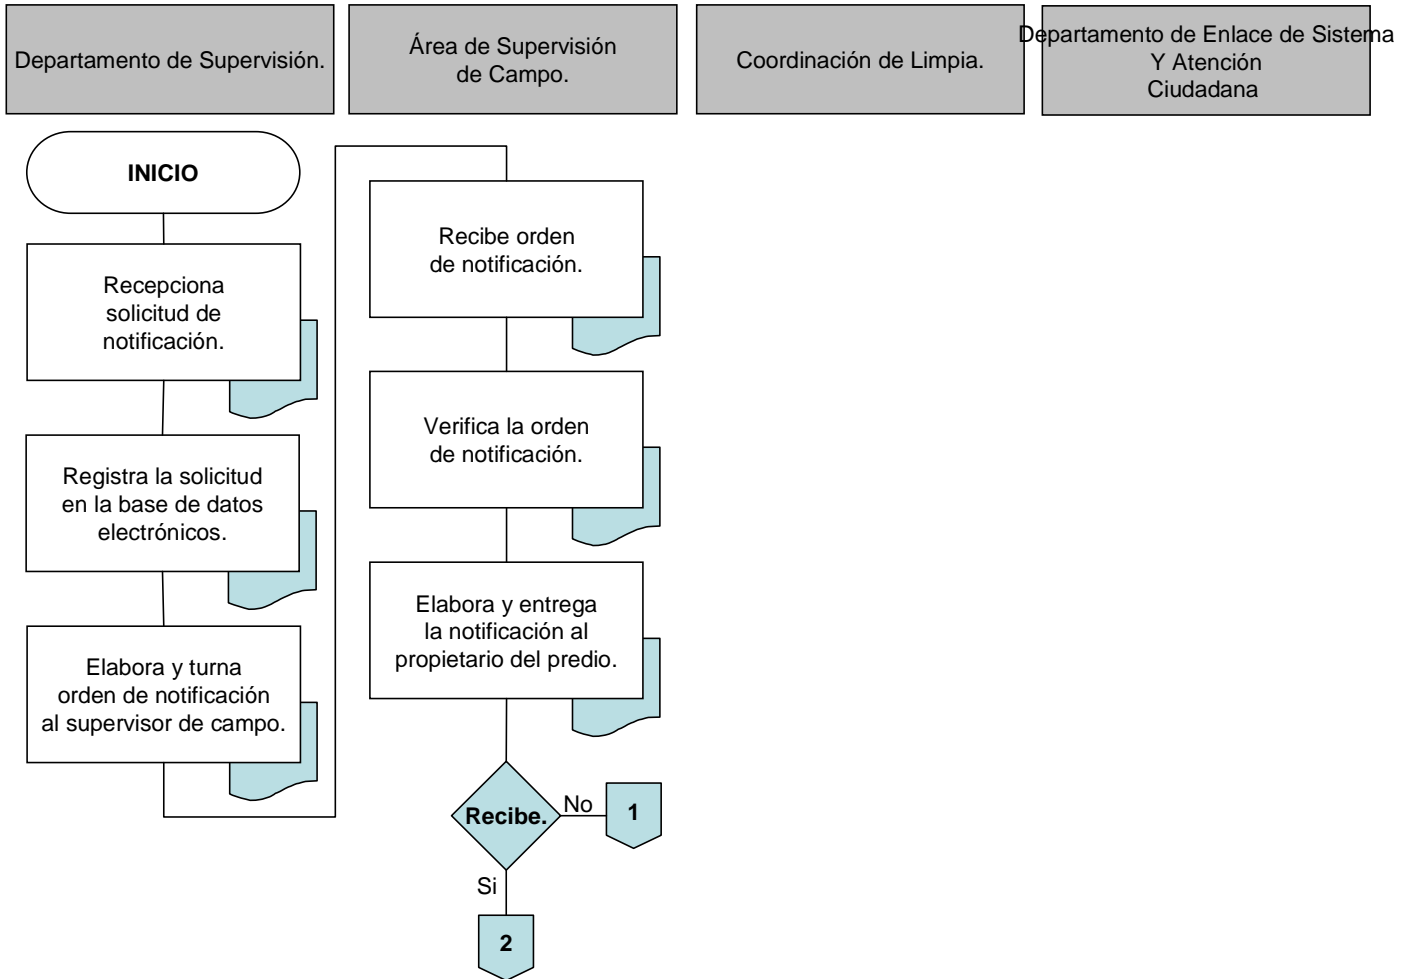 Departamento de Supervisión.
Área de Supervisión
de Campo.
Coordinación de Limpia.
Departamento de Enlace de Sistema
Y Atención
Ciudadana
INICIO
Recepciona
solicitud de
notificación.
Registra la solicitud
en la base de datos
electrónicos.
Elabora y turna
orden de notificación
al supervisor de campo.
Recibe orden
de notificación.
Verifica la orden
de notificación.
Elabora y entrega
la notificación al
propietario del predio.
Recibe.
No
1
Si
2